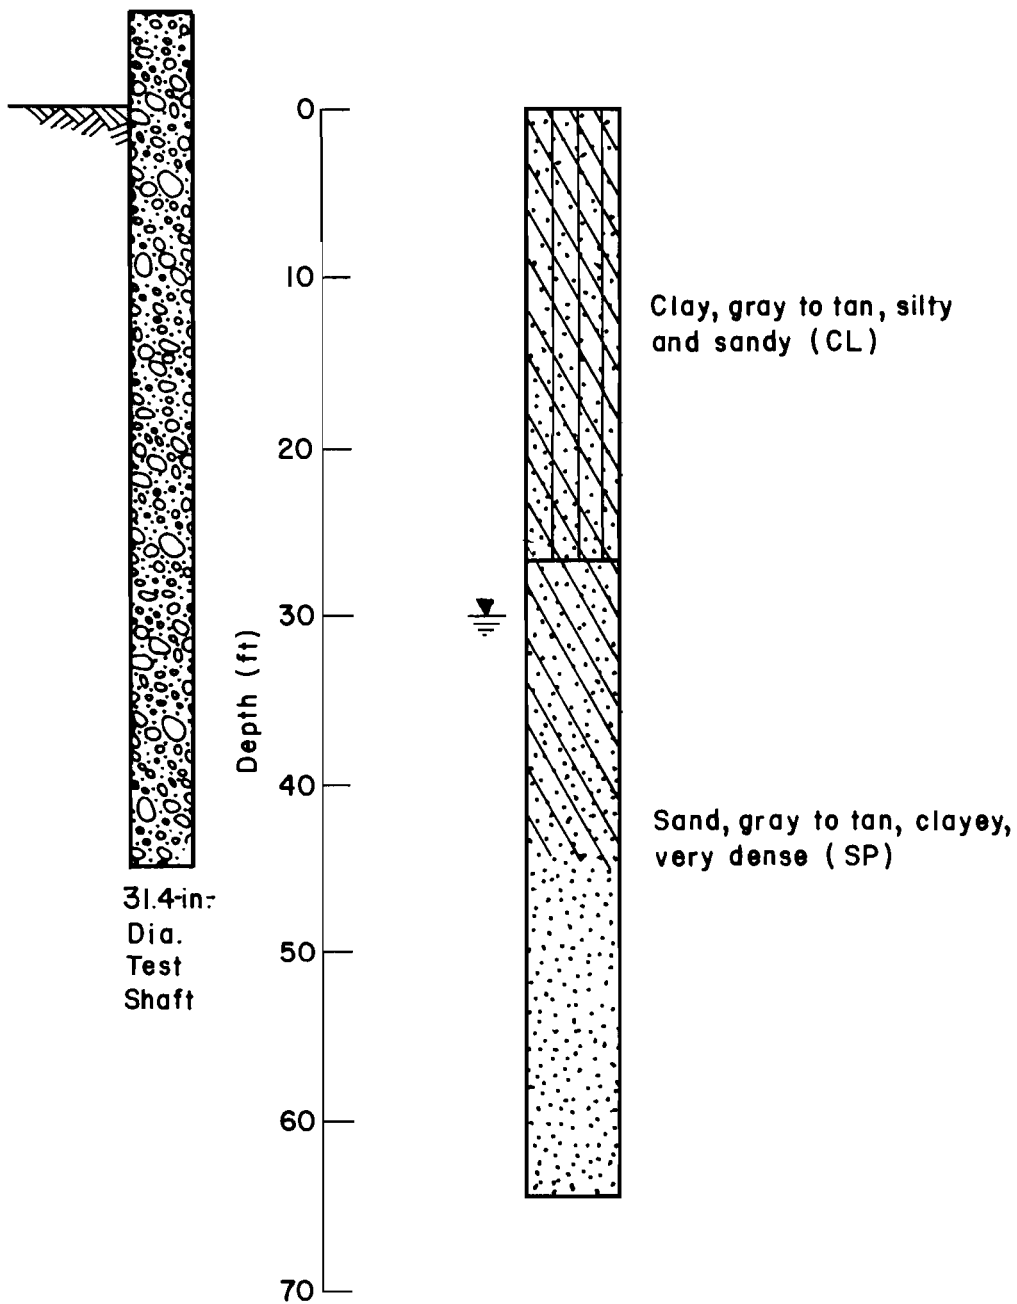 0
10
20
30
40
50
60
70
Depth (ft)
Clay, gray to tan, silty
and sandy (CL)
Sand, gray to tan, clayey,
very dense (SP)
31.4-in.-
Dia.
Test
Shaft